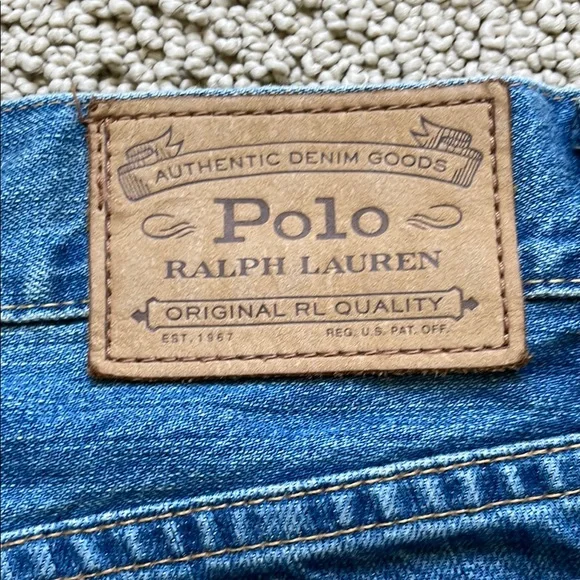 AUTHENTIC DENIM GOODS
Polo
RALPH LAUREN
ORIGINAL RL QUALITY
EST. 1967 REG. U.S. PAT. OFF.